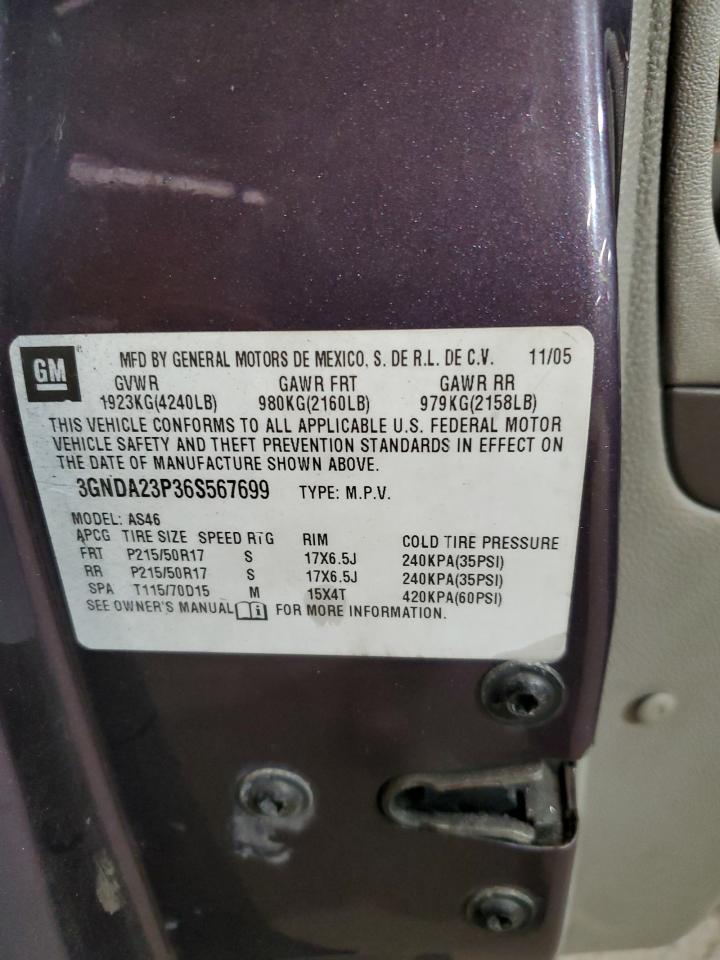 GM MFD BY GENERAL MOTORS DE MEXICO, S. DE R.L. DE C.V. 11/05
GVWR GAWR FRT GAWR RR
1923KG(4240LB) 980KG(2160LB) 979KG(2158LB)
THIS VEHICLE CONFORMS TO ALL APPLICABLE U.S. FEDERAL MOTOR
VEHICLE SAFETY AND THEFT PREVENTION STANDARDS IN EFFECT ON
THE DATE OF MANUFACTURE SHOWN ABOVE.
3GNDA23P36S567699 TYPE: M.P.V.
MODEL: AS46
APCG TIRE SIZE SPEED RTG RIM COLD TIRE PRESSURE
FRT P215/50R17 S 17X6.5J 240KPA(35PSI)
RR P215/50R17 S 17X6.5J 240KPA(35PSI)
SPA T115/70D15 M 15X4T 420KPA(60PSI)
SEE OWNER'S MANUAL i FOR MORE INFORMATION.